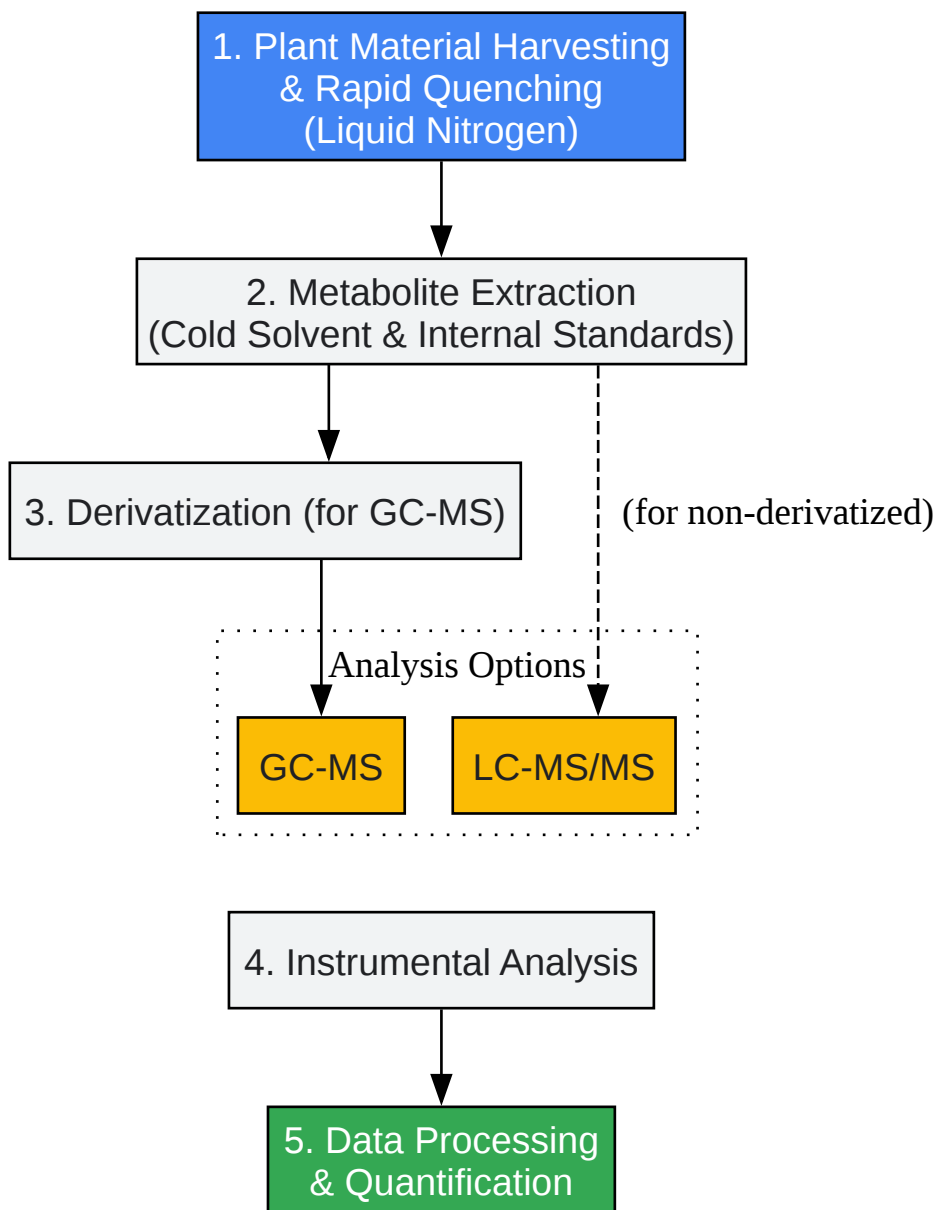 1. Plant Material Harvesting
& Rapid Quenching
(Liquid Nitrogen)
2. Metabolite Extraction
(Cold Solvent & Internal Standards)
3. Derivatization (for GC-MS)
(for non-derivatized)
Analysis Options
GC-MS
LC-MS/MS
4. Instrumental Analysis
5. Data Processing
& Quantification